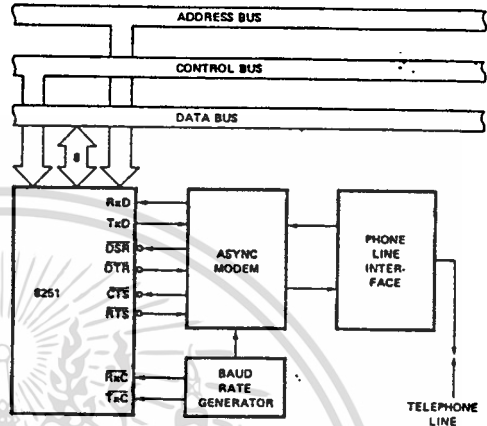 ADDRESS BUS
CONTROL BUS
DATA BUS
8
8251
RxD
TxD
DSR
DTR
CTS
RTS
RxC
TxC
ASYNC
MODEM
BAUD
RATE
GENERATOR
PHONE
LINE
INTER-
FACE
TELEPHONE
LINE